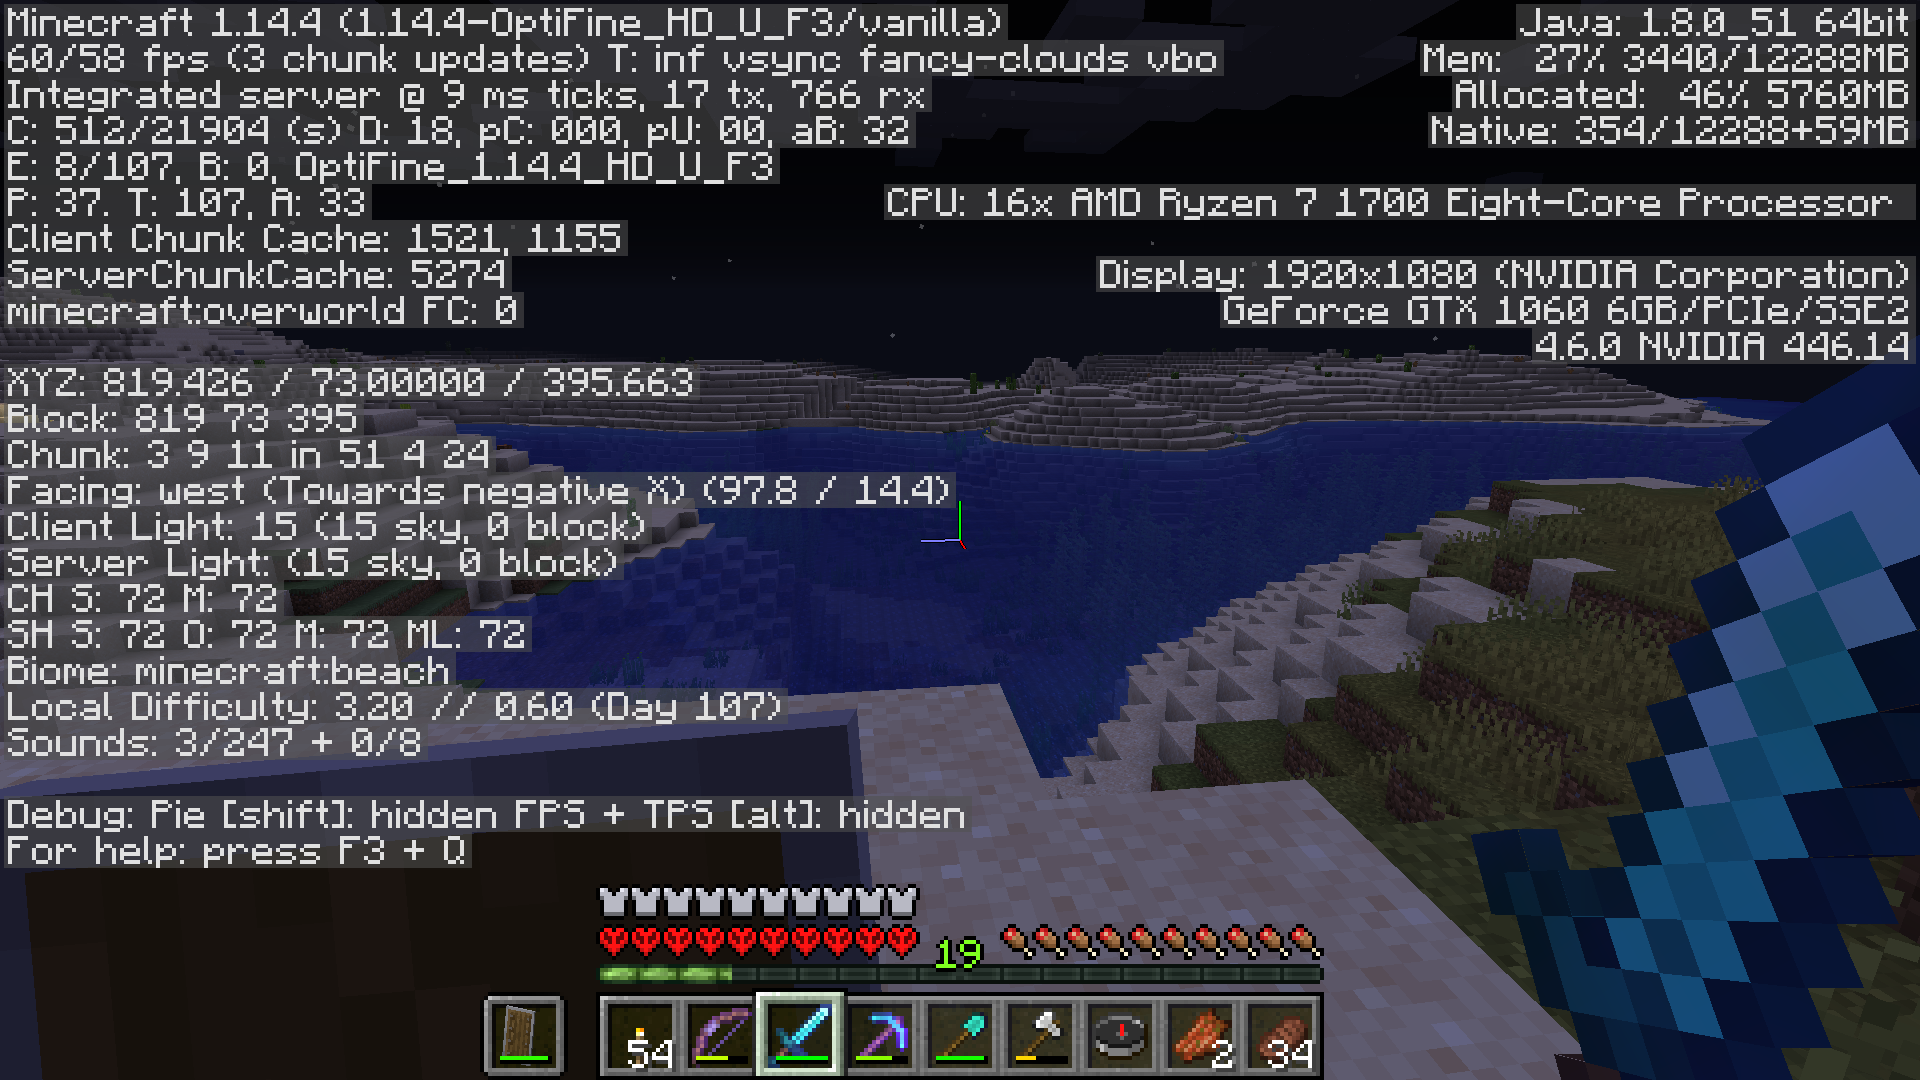 Minecraft 1.14.4 (1.14.4-OptiFine_HD_U_F3/vanilla)
60/58 fps (3 chunk updates) T: inf vsync fancy-clouds vbo
Integrated server @ 9 ms ticks, 17 tx, 766 rx
C: 512/21904 (s) D: 18, pC: 000, pU: 00, aB: 32
E: 8/107, B: 0, OptiFine_1.14.4_HD_U_F3
P: 37. T: 107, A: 33
Client Chunk Cache: 1521, 1155
ServerChunkCache: 5274
minecraft:overworld FC: 0
XYZ: 819.426 / 73.00000 / 395.663
Block: 819 73 395
Chunk: 3 9 11 in 51 4 24
Facing: west (Towards negative X) (97.8 / 14.4)
Client Light: 15 (15 sky, 0 block)
Server Light: (15 sky, 0 block)
CH S: 72 M: 72
SH S: 72 O: 72 M: 72 ML: 72
Biome: minecraft:beach
Local Difficulty: 3.20 // 0.60 (Day 107)
Sounds: 3/247 + 0/8
Debug: Pie [shift]: hidden FPS + TPS [alt]: hidden
For help: press F3 + Q
Java: 1.8.0_51 64bit
Mem: 27% 3440/12288MB
Allocated: 46% 5760MB
Native: 354/12288+59MB
CPU: 16x AMD Ryzen 7 1700 Eight-Core Processor
Display: 1920x1080 (NVIDIA Corporation)
GeForce GTX 1060 6GB/PCIe/SSE2
4.6.0 NVIDIA 446.14
19
54
2
34